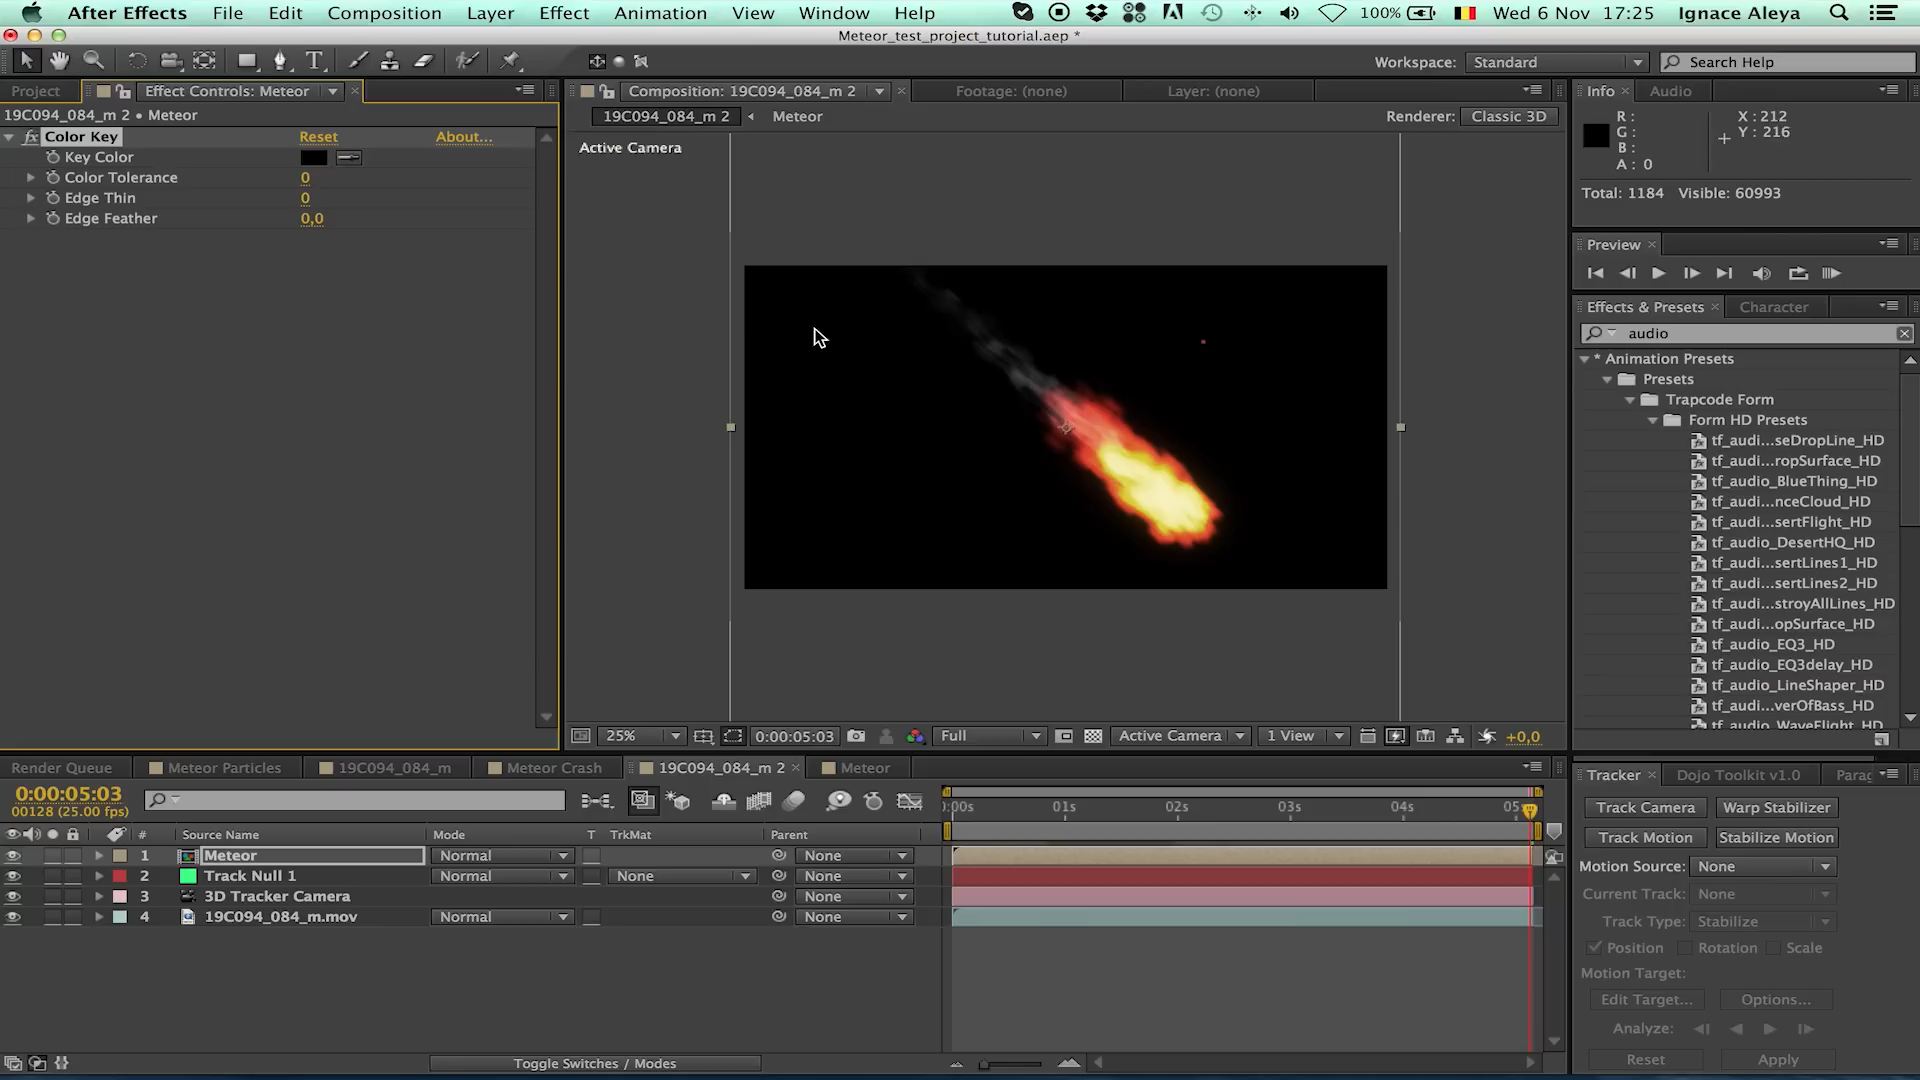 After Effects File Edit Composition Layer Effect Animation View Window Help 100% Wed 6 Nov 17:25 Ignace Aleya
Meteor_test_project_tutorial.aep *
Workspace: Standard Search Help
Project Effect Controls: Meteor Composition: 19C094_084_m 2 Footage: (none) Layer: (none) Info Audio
19C094_084_m 2 • Meteor
19C094_084_m 2 Meteor Renderer: Classic 3D
R : X : 212
G : Y : 216
B :
A : 0
Total: 1184 Visible: 60993
fx Color Key Reset About...
Key Color
Color Tolerance 0
Edge Thin 0
Edge Feather 0,0
Active Camera
Preview
Effects & Presets Character
audio
* Animation Presets
Presets
Trapcode Form
Form HD Presets
tf_audi...seDropLine_HD
tf_audi...ropSurface_HD
tf_audio_BlueThing_HD
tf_audi...nceCloud_HD
tf_audi...sertFlight_HD
tf_audio_DesertHQ_HD
tf_audi...sertLines1_HD
tf_audi...sertLines2_HD
tf_audi...stroyAllLines_HD
tf_audi...opSurface_HD
tf_audio_EQ3_HD
tf_audio_EQ3delay_HD
tf_audio_LineShaper_HD
tf_audi...verOfBass_HD
tf_audio_WaveFlight_HD
25% 0:00:05:03 Full Active Camera 1 View +0,0
Render Queue Meteor Particles 19C094_084_m Meteor Crash 19C094_084_m 2 Meteor
0:00:05:03
00128 (25.00 fps)
:00s 01s 02s 03s 04s 05
# Source Name Mode T TrkMat Parent
1 Meteor Normal None
2 Track Null 1 Normal None None
3 3D Tracker Camera None
4 19C094_084_m.mov Normal None
Toggle Switches / Modes
Tracker Dojo Toolkit v1.0 Parag
Track Camera Warp Stabilizer
Track Motion Stabilize Motion
Motion Source: None
Current Track: None
Track Type: Stabilize
Position Rotation Scale
Motion Target:
Edit Target... Options...
Analyze:
Reset Apply